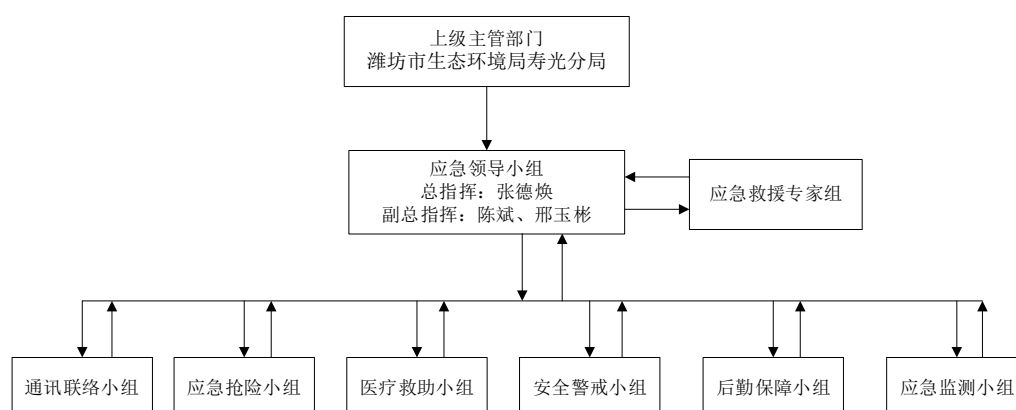 上级主管部门
潍坊市生态环境局寿光分局
应急领导小组
总指挥：张德焕
副总指挥：陈斌、邢玉彬
应急救援专家组
通讯联络小组
应急抢险小组
医疗救助小组
安全警戒小组
后勤保障小组
应急监测小组